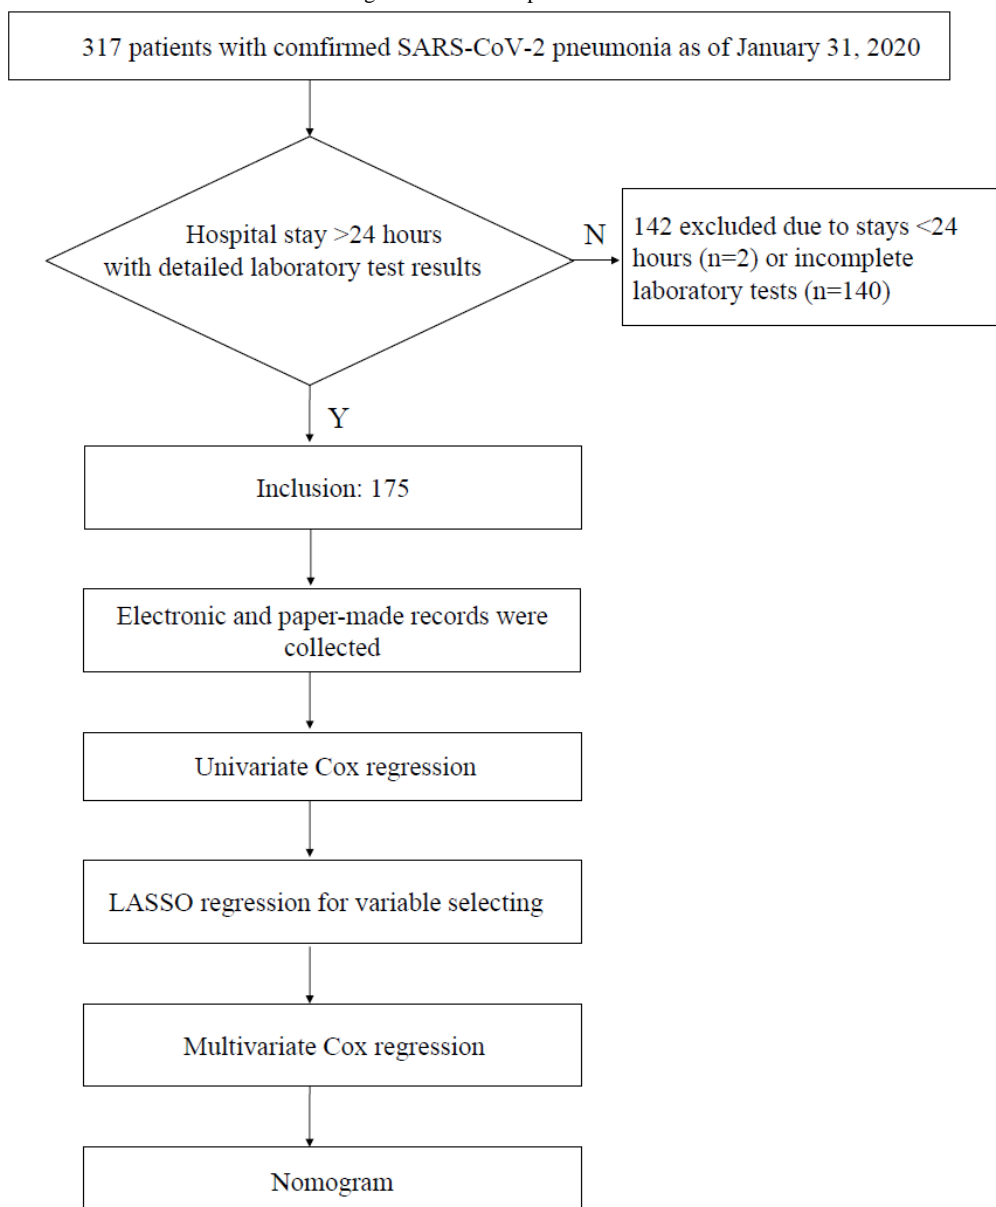 317 patients with comfirmed SARS-CoV-2 pneumonia as of January 31, 2020
Hospital stay >24 hours
with detailed laboratory test results
N
142 excluded due to stays <24
hours (n=2) or incomplete
laboratory tests (n=140)
Y
Inclusion: 175
Electronic and paper-made records were
collected
Univariate Cox regression
LASSO regression for variable selecting
Multivariate Cox regression
Nomogram